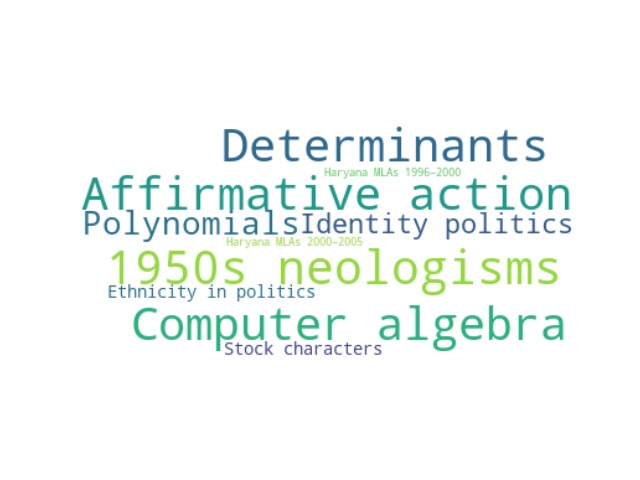 Determinants
Haryana MLAs 1996–2000
Affirmative action
Polynomials Identity politics
Haryana MLAs 2000–2005
1950s neologisms
Ethnicity in politics
Computer algebra
Stock characters